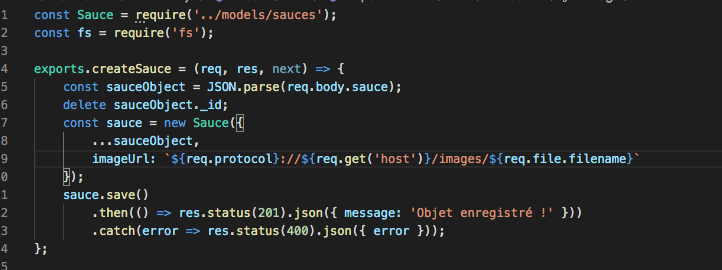 1 const Sauce = require('../models/sauces');
2 const fs = require('fs');
3
4 exports.createSauce = (req, res, next) => {
5 const sauceObject = JSON.parse(req.body.sauce);
6 delete sauceObject._id;
7 const sauce = new Sauce({
8 ...sauceObject,
9 imageUrl: `${req.protocol}://${req.get('host')}/images/${req.file.filename}`
0 });
1 sauce.save()
2 .then(() => res.status(201).json({ message: 'Objet enregistré !' }))
3 .catch(error => res.status(400).json({ error }));
4 };
5